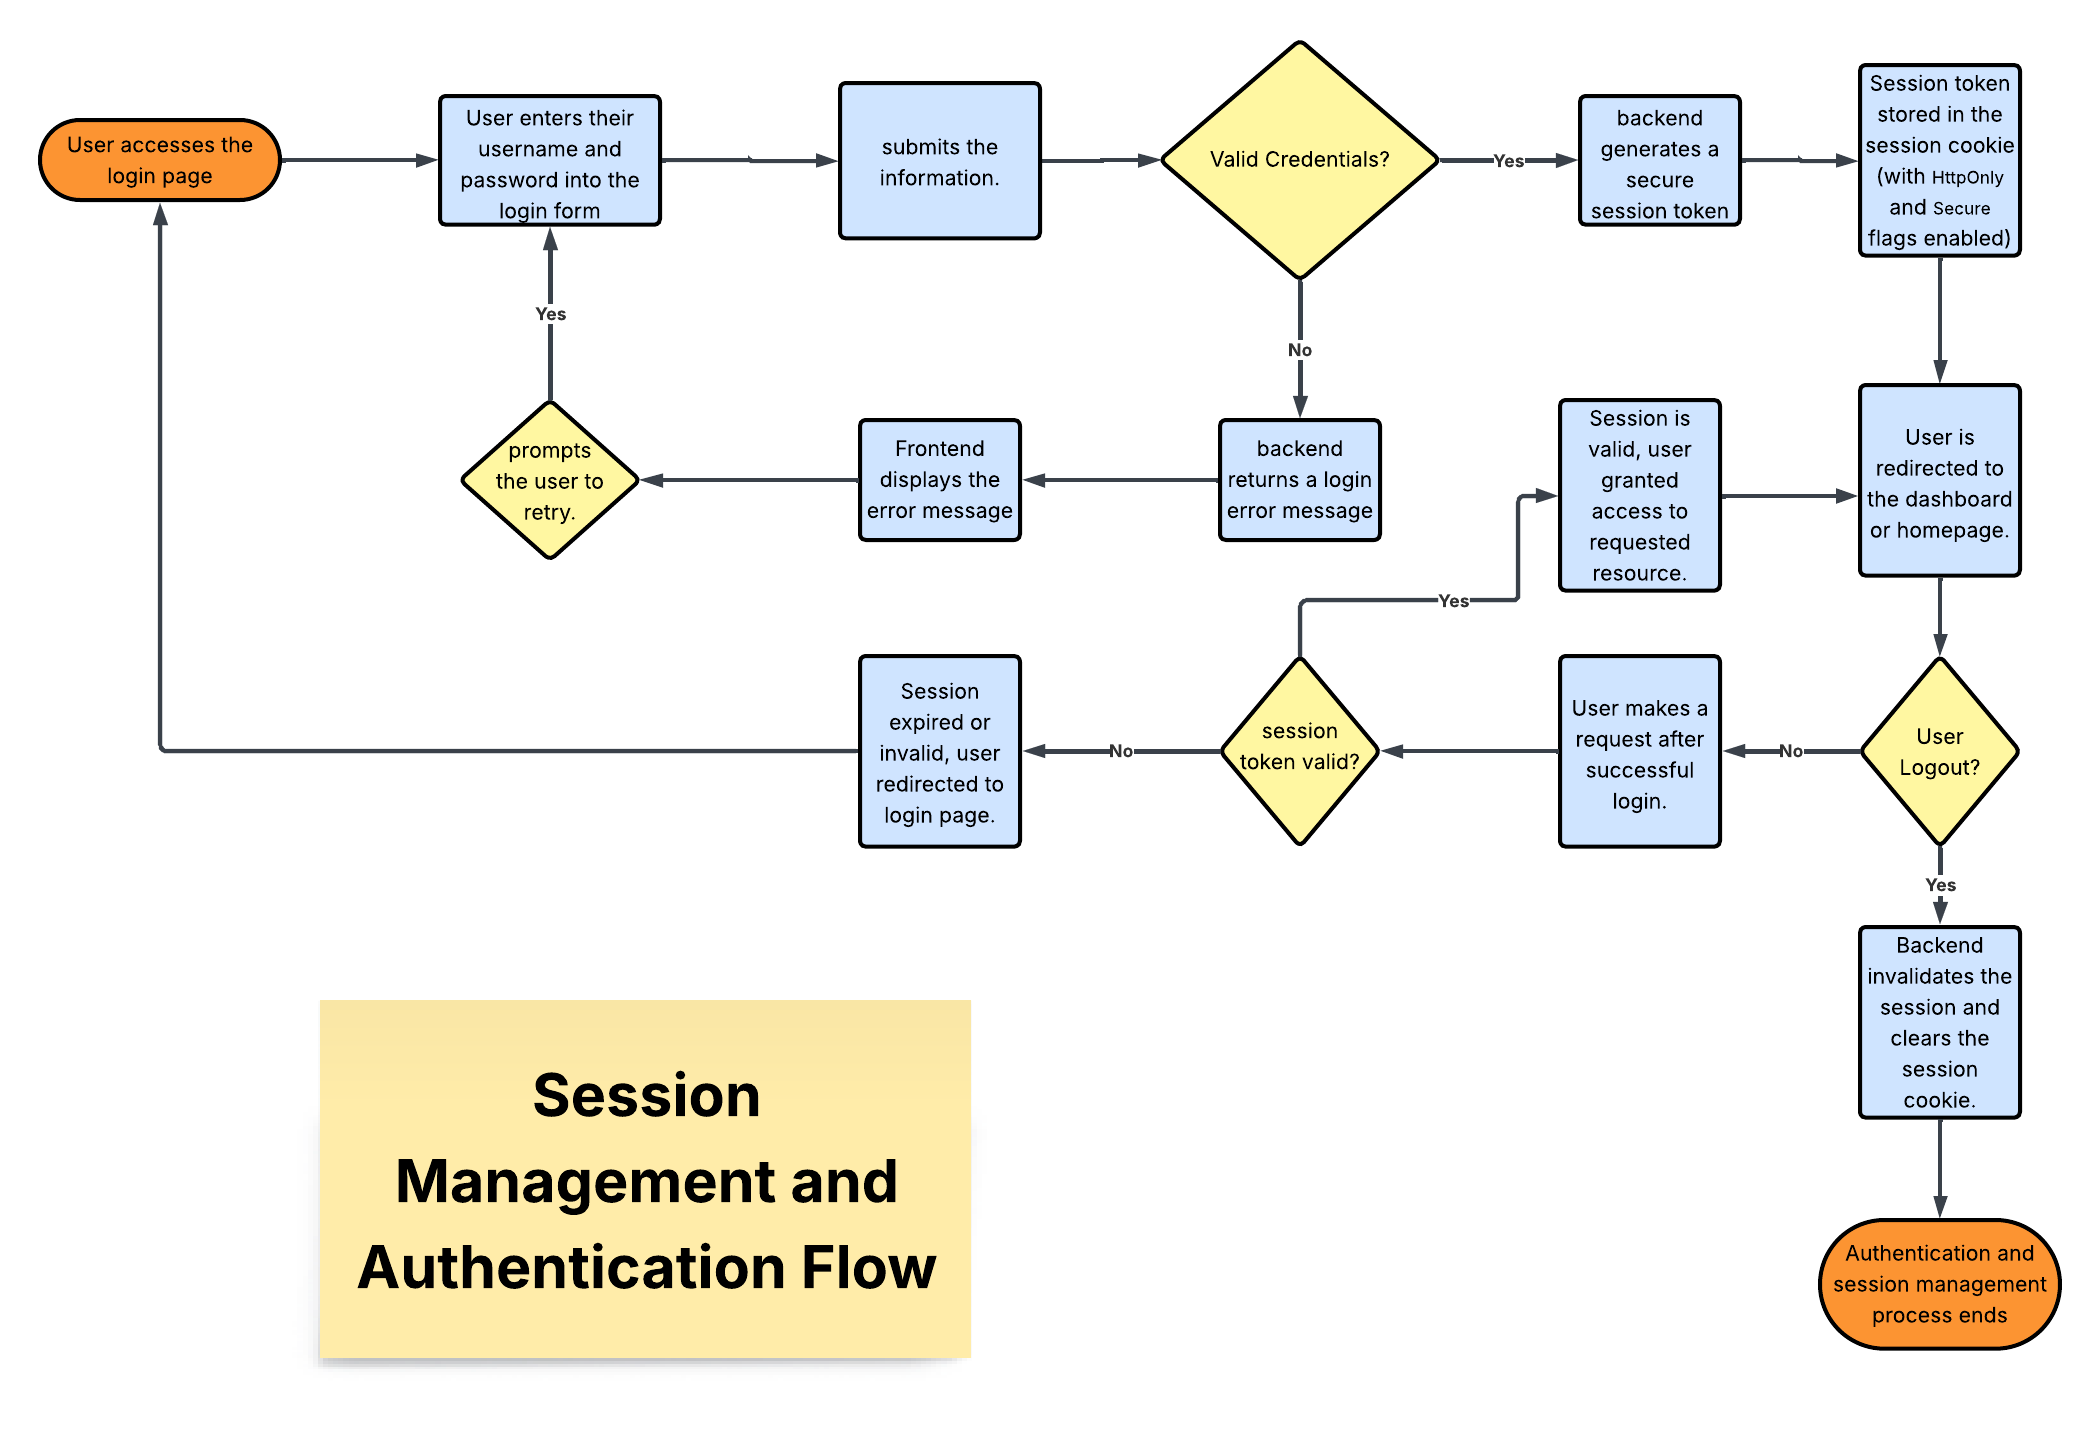 User accesses the
login page
User enters their
username and
password into the
login form
submits the
information.
Valid Credentials?
Yes
backend
generates a
secure
session token
Session token
stored in the
session cookie
(with HttpOnly
and Secure
flags enabled)
No
Yes
prompts
the user to
retry.
Frontend
displays the
error message
backend
returns a login
error message
Session is
valid, user
granted
access to
requested
resource.
User is
redirected to
the dashboard
or homepage.
Yes
Session
expired or
invalid, user
redirected to
login page.
No
session
token valid?
User makes a
request after
successful
login.
No
User
Logout?
Yes
Backend
invalidates the
session and
clears the
session
cookie.
Authentication and
session management
process ends
Session
Management and
Authentication Flow